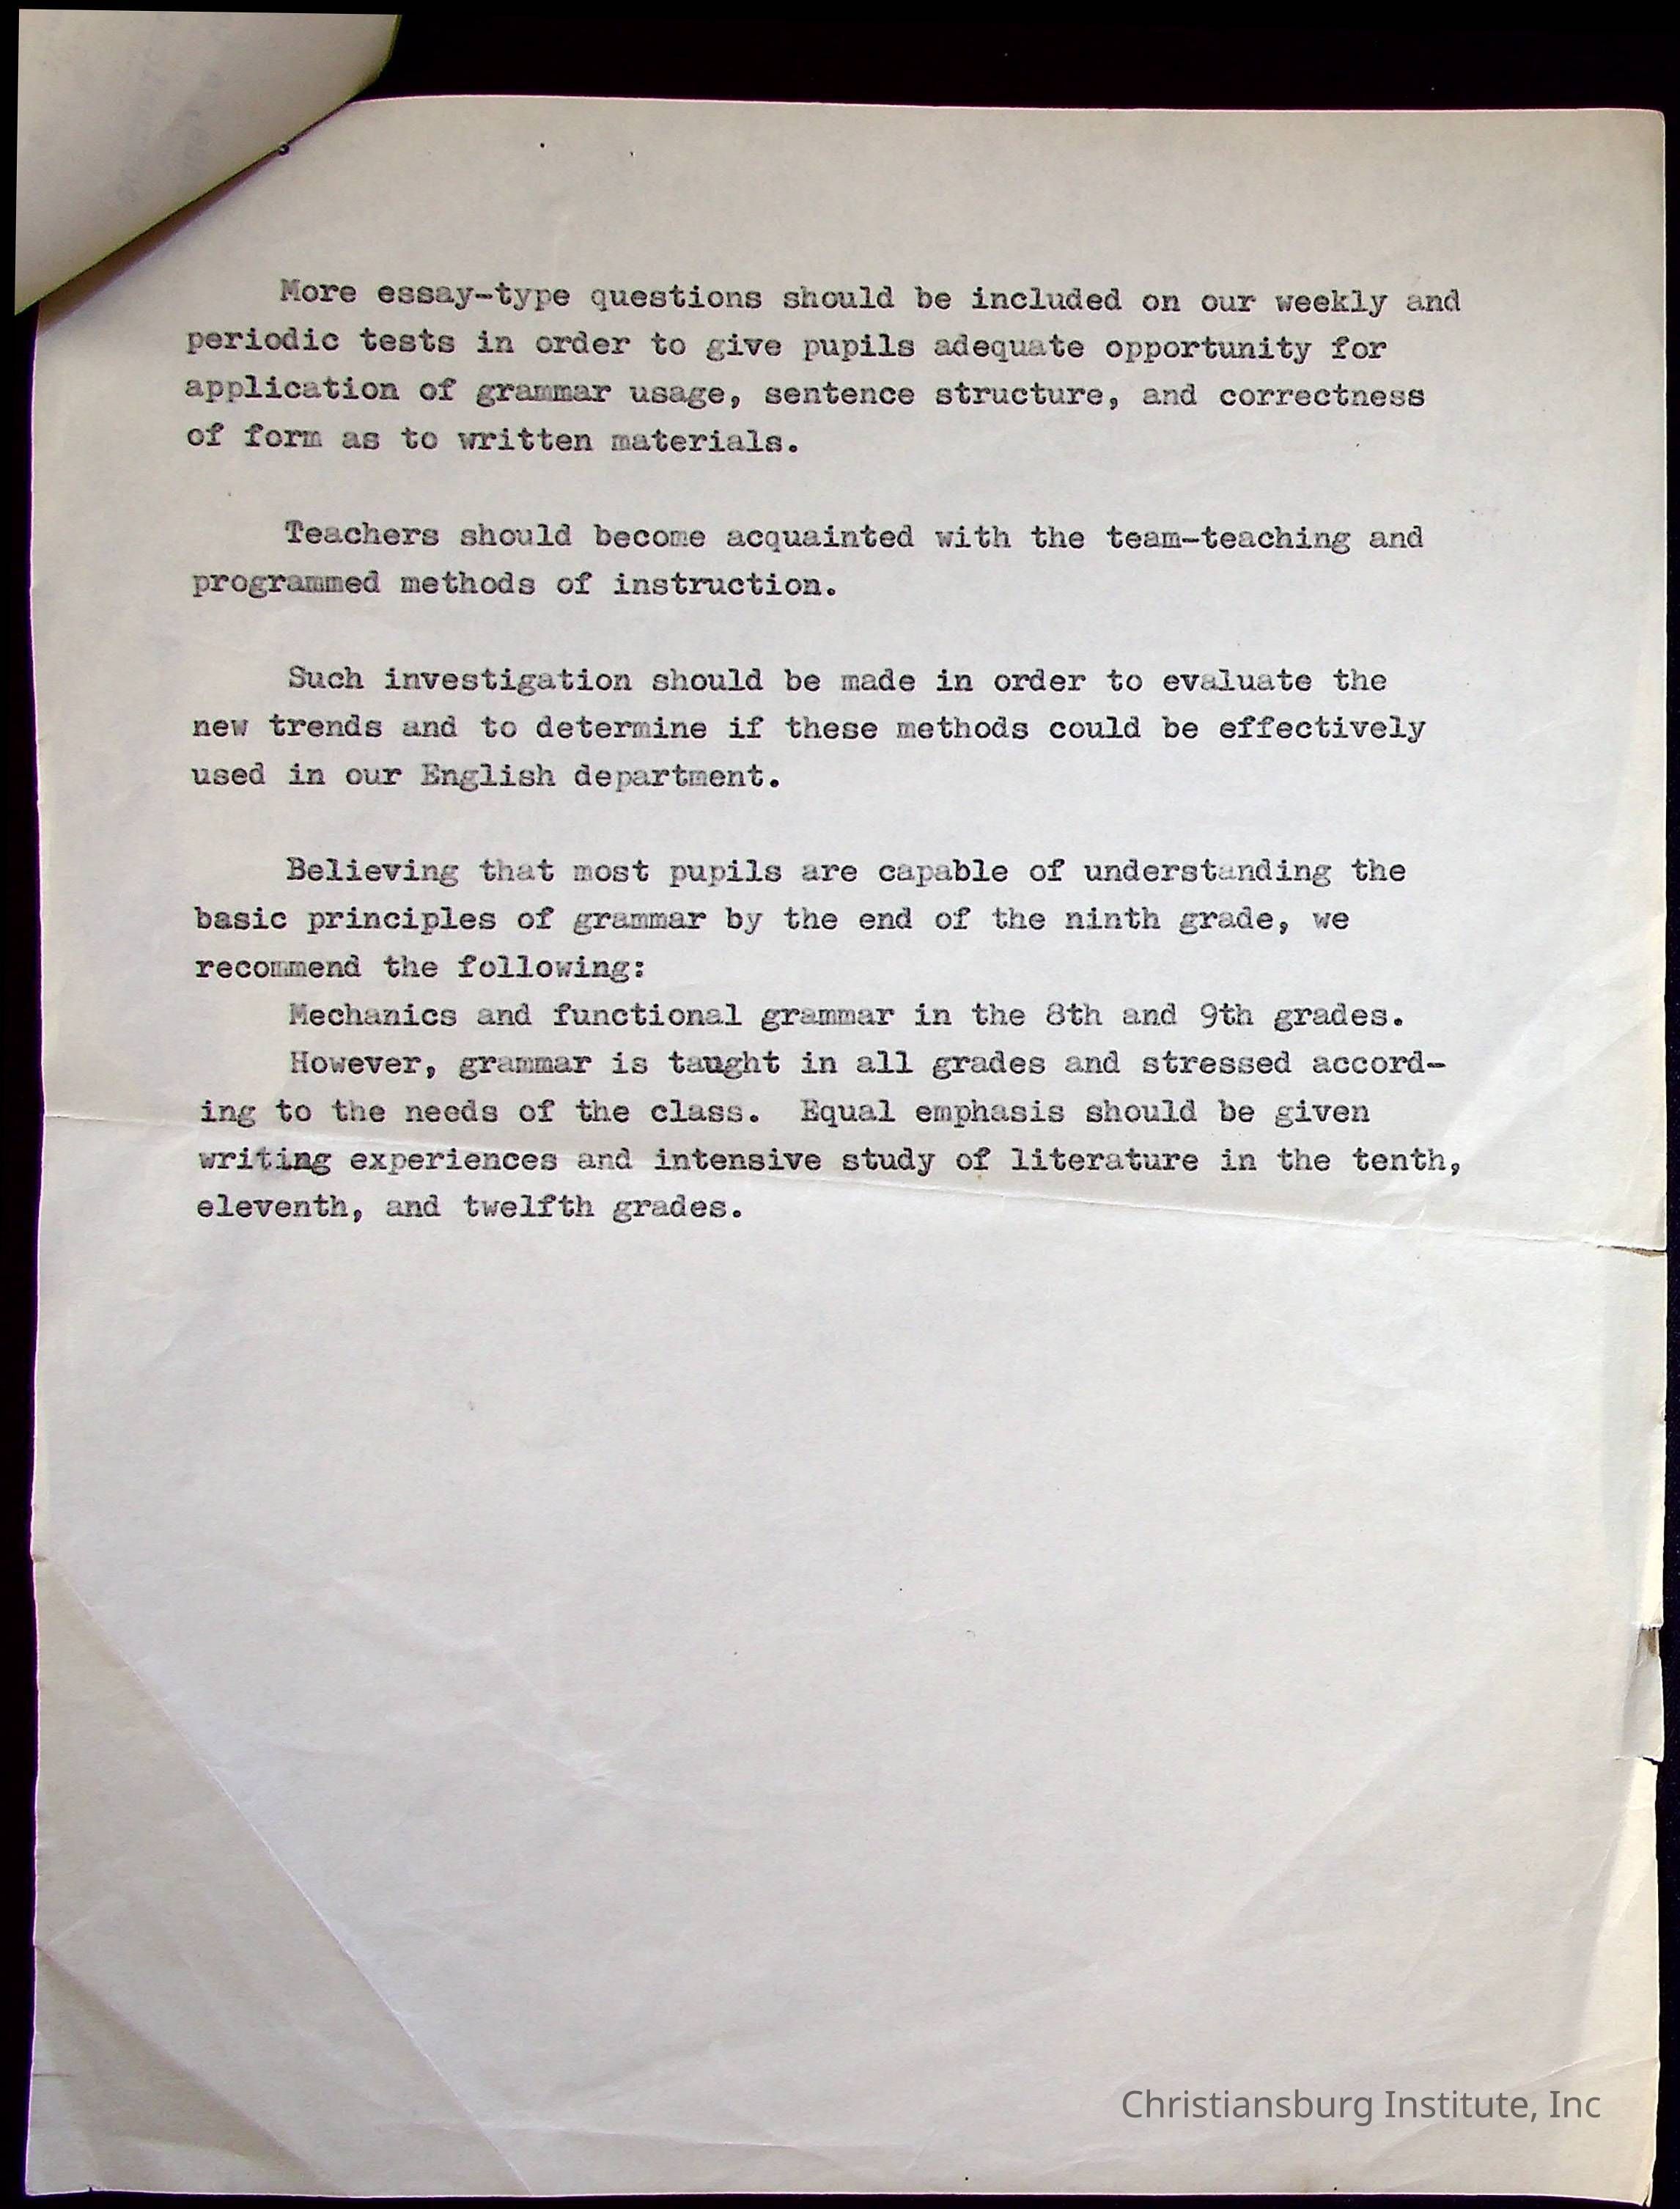 More essay-type questions should be included on our weekly and
periodic tests in order to give pupils adequate opportunity for
application of grammar usage, sentence structure, and correctness
of form as to written materials.
Teachers should become acquainted with the team-teaching and
programmed methods of instruction.
Such investigation should be made in order to evaluate the
new trends and to determine if these methods could be effectively
used in our English department.
Believing that most pupils are capable of understanding the
basic principles of grammar by the end of the ninth grade, we
recommend the following:
Mechanics and functional grammar in the 8th and 9th grades.
However, grammar is taught in all grades and stressed accord-
ing to the needs of the class. Equal emphasis should be given
writing experiences and intensive study of literature in the tenth,
eleventh, and twelfth grades.
Christiansburg Institute, Inc